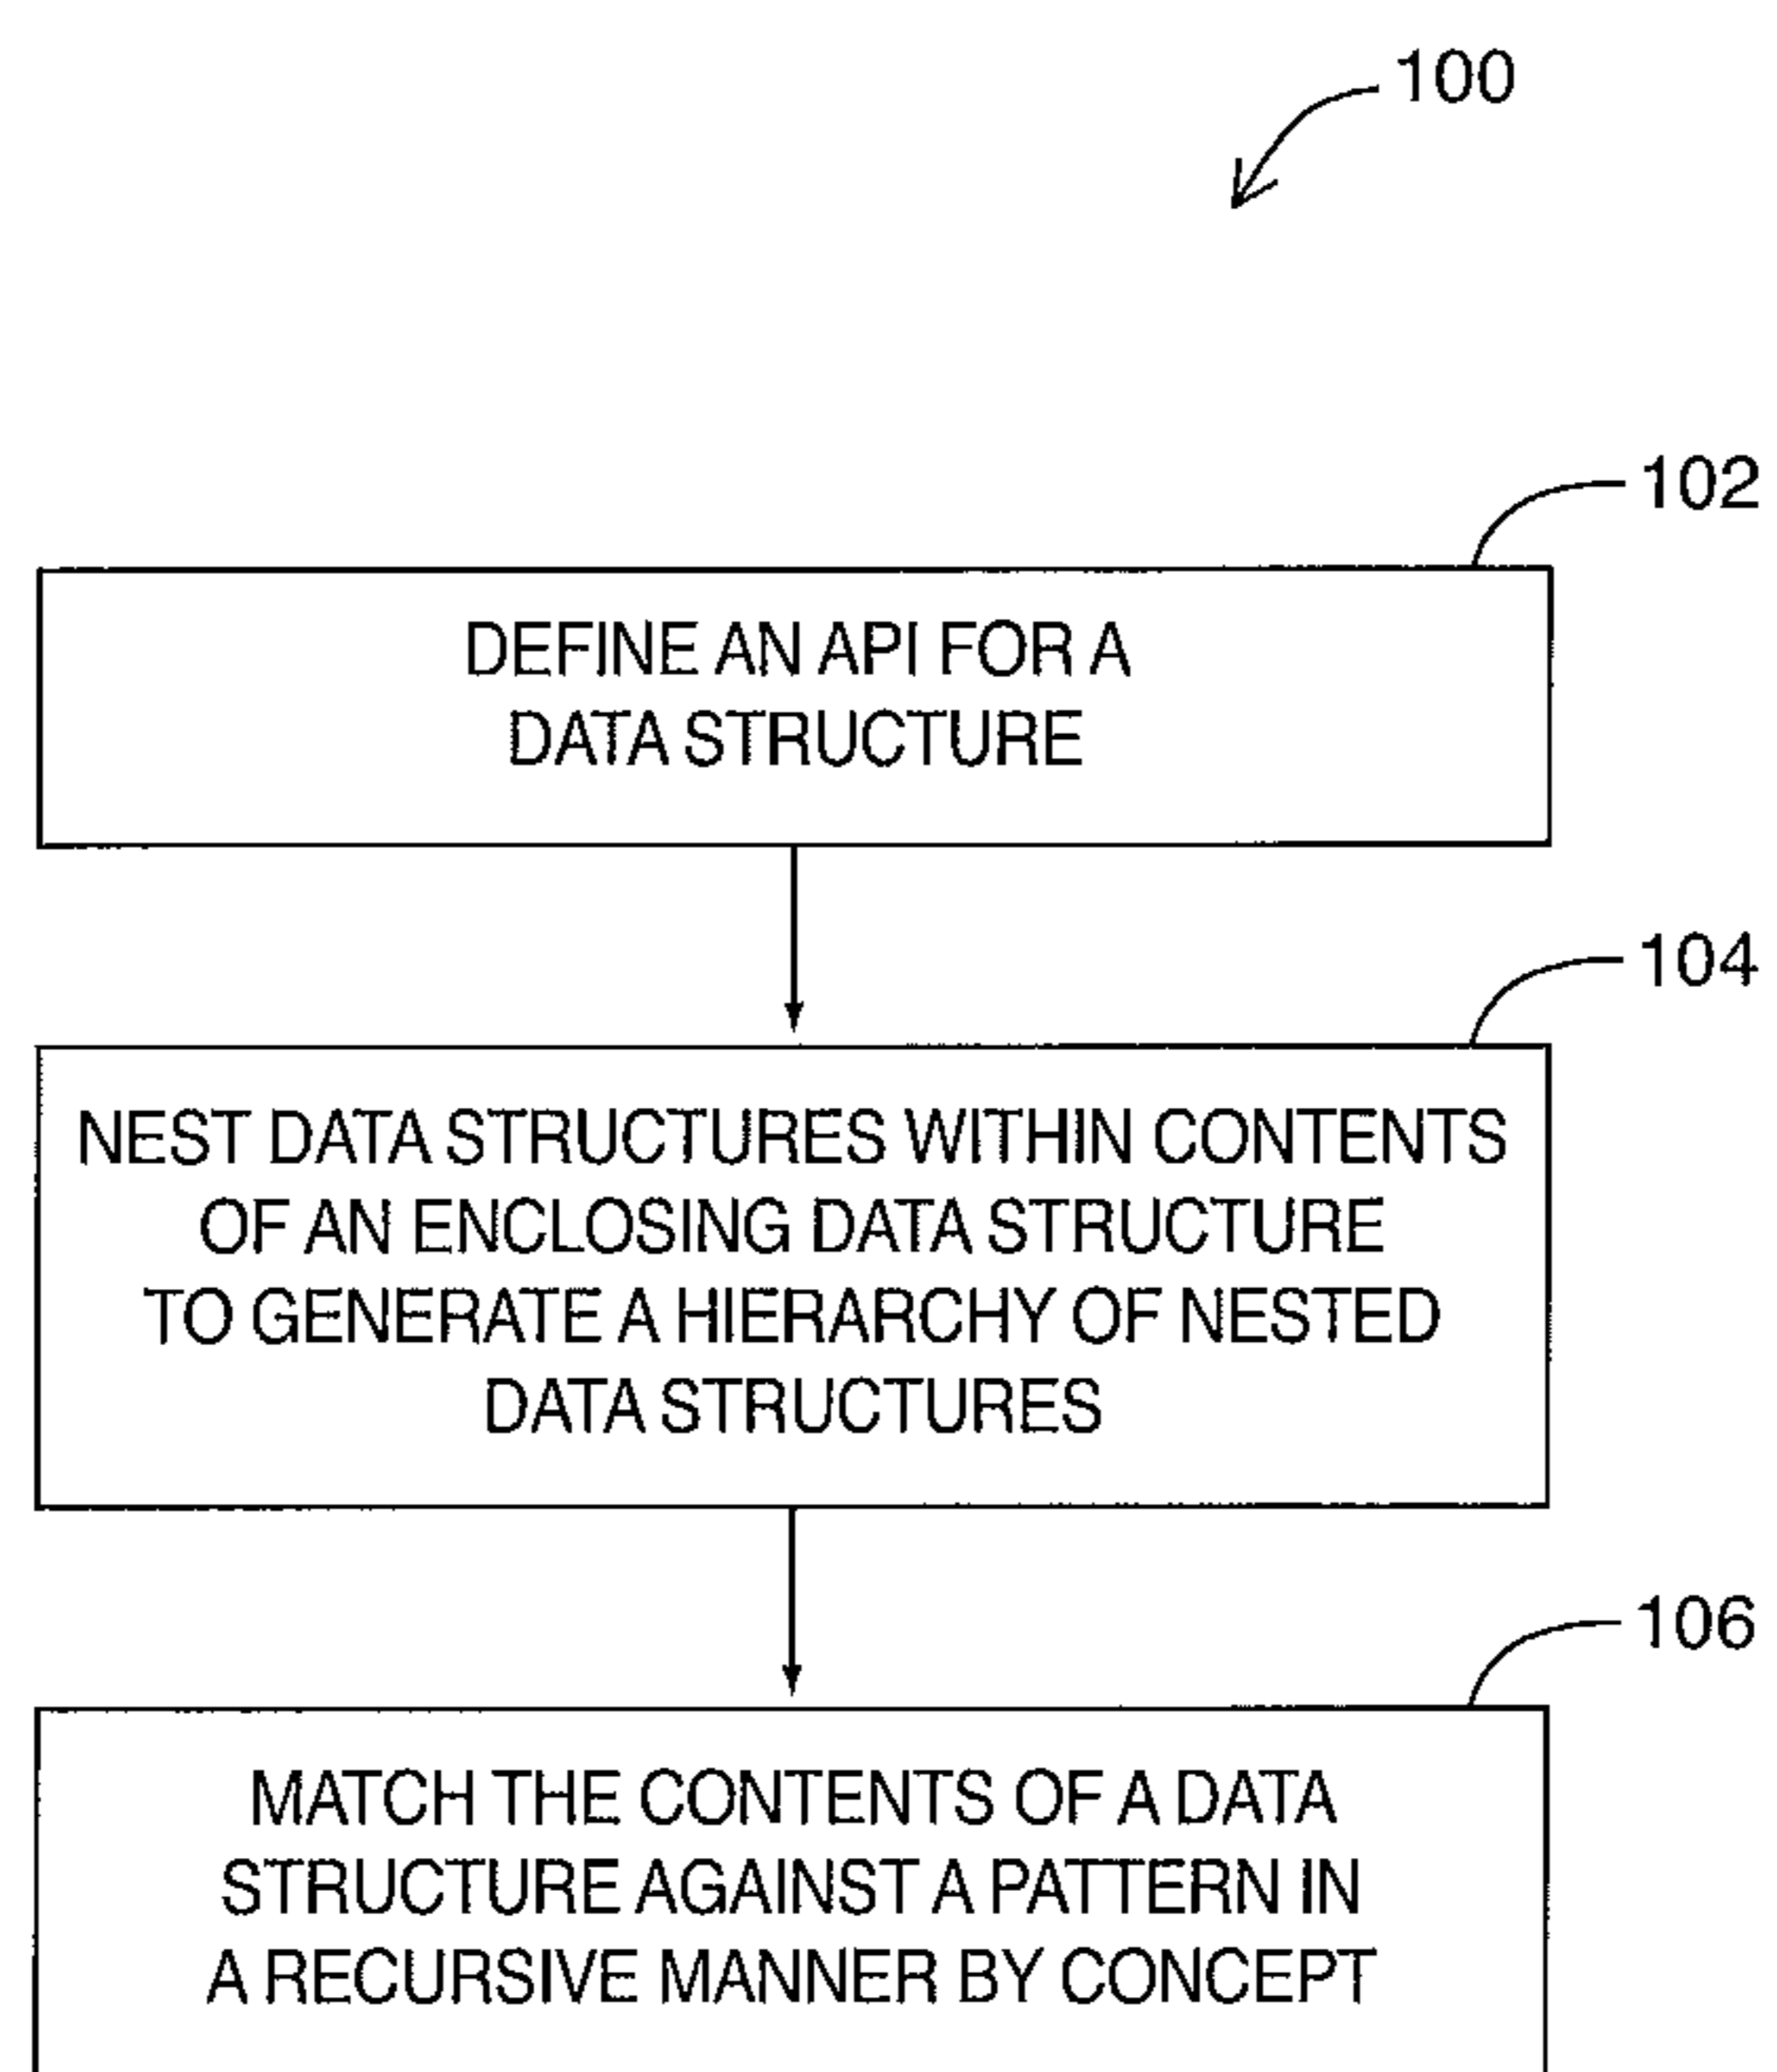 100
102
DEFINE AN API FOR A
DATA STRUCTURE
104
NEST DATA STRUCTURES WITHIN CONTENTS
OF AN ENCLOSING DATA STRUCTURE
TO GENERATE A HIERARCHY OF NESTED
DATA STRUCTURES
106
MATCH THE CONTENTS OF A DATA
STRUCTURE AGAINST A PATTERN IN
A RECURSIVE MANNER BY CONCEPT